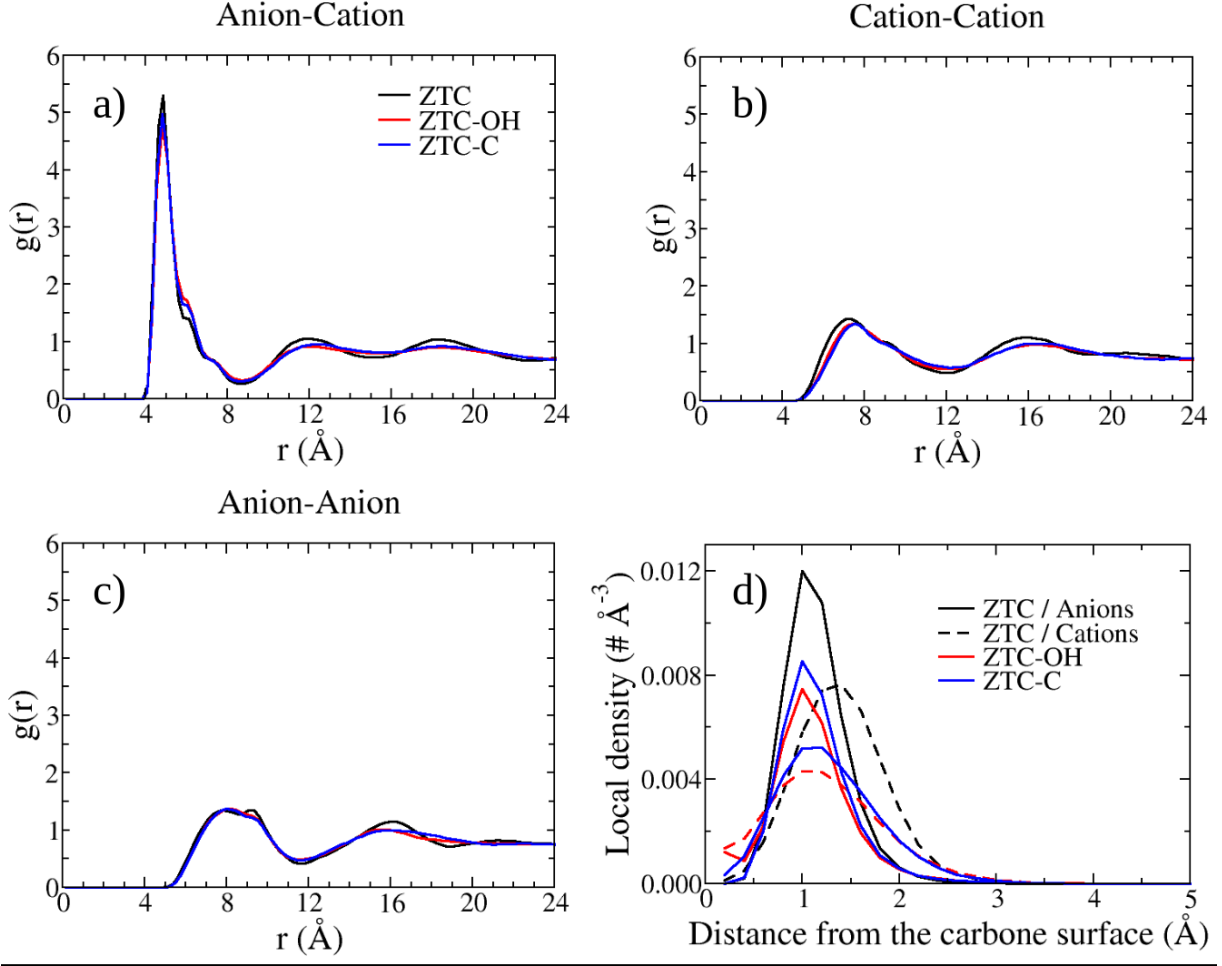 Anion-Cation
Cation-Cation
a)
ZTC
ZTC-OH
ZTC-C
6
5
4
3
2
1
0
g(r)
0 4 8 12 16 20 24
r (Å)
b)
6
5
4
3
2
1
0
g(r)
0 4 8 12 16 20 24
r (Å)
Anion-Anion
c)
6
5
4
3
2
1
0
g(r)
0 4 8 12 16 20 24
r (Å)
d)
ZTC / Anions
ZTC / Cations
ZTC-OH
ZTC-C
0.012
0.008
0.004
0.000
Local density (# Å-3)
0 1 2 3 4 5
Distance from the carbone surface (Å)